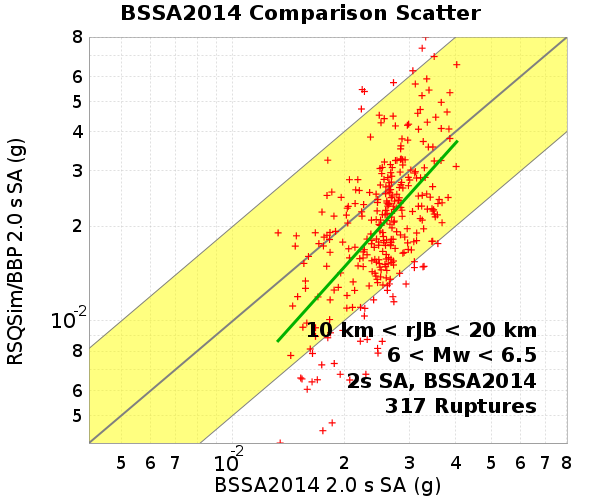 BSSA2014 Comparison Scatter
RSQSim/BBP 2.0 s SA (g)
8
6
5
4
3
2
10⁻²
8
6
5
10 km < rJB < 20 km
6 < Mw < 6.5
2s SA, BSSA2014
317 Ruptures
5 6 7 10⁻² 2 3 4 5 6 7 8
BSSA2014 2.0 s SA (g)